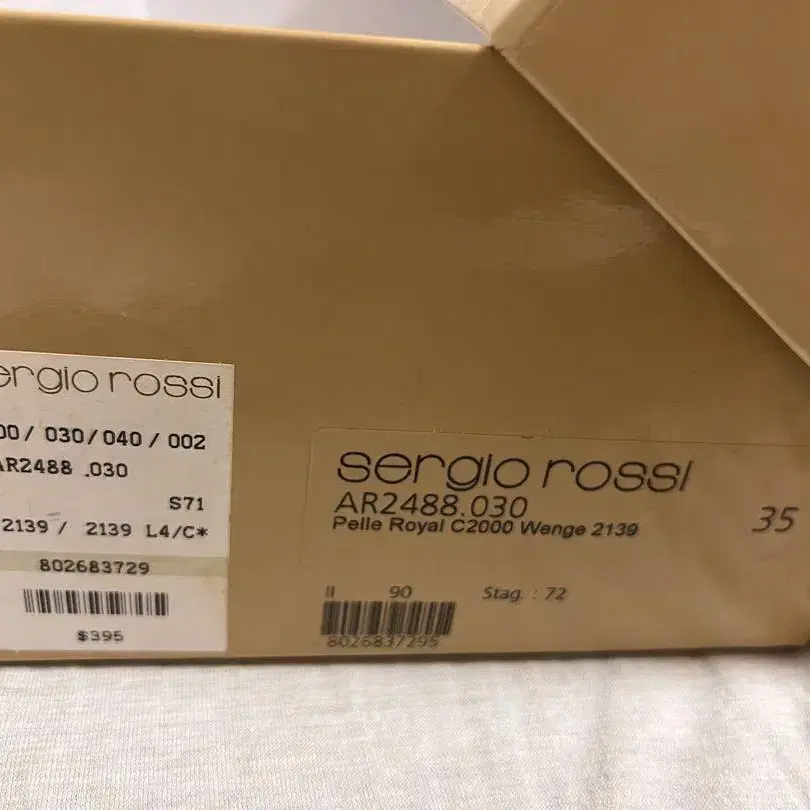 ergio rossi
00/ 030/040 / 002
AR2488 .030
S71
2139 / 2139 L4/C*
802683729
$395
sergio rossi
AR2488.030
35
Pelle Royal C2000 Wenge 2139
II 90 Stag. : 72
8026837295